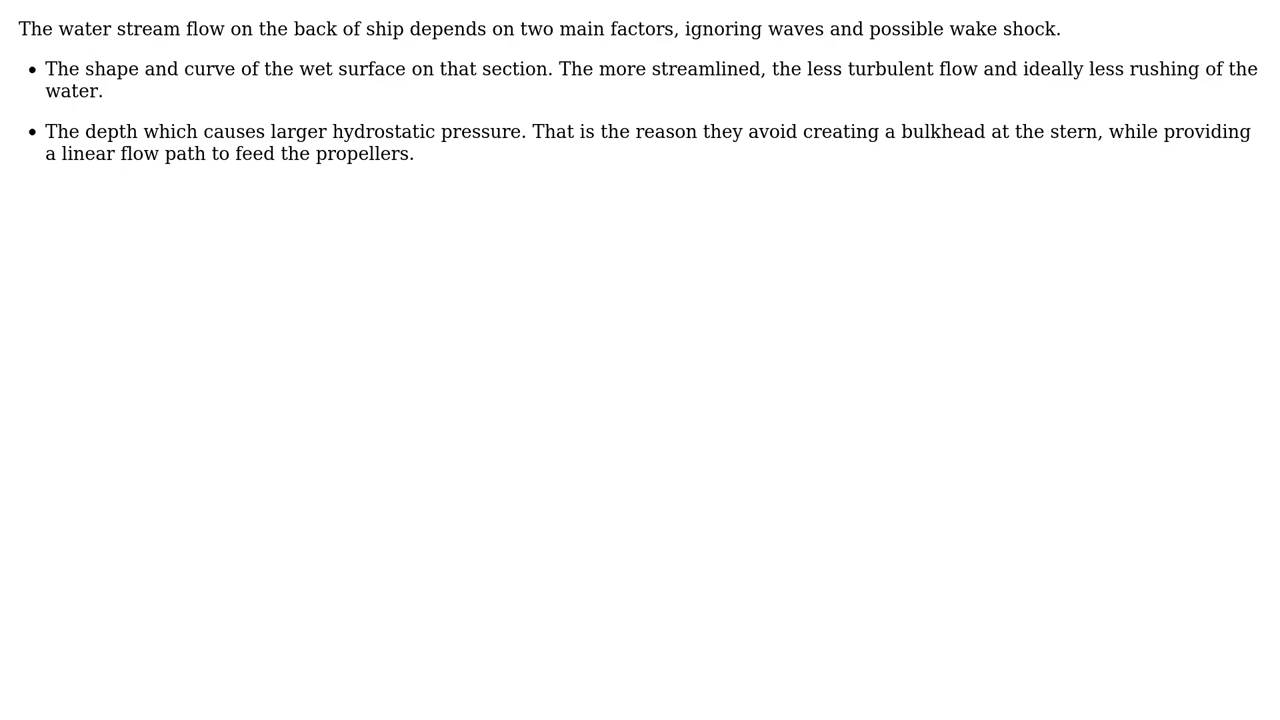 The water stream flow on the back of ship depends on two main factors, ignoring waves and possible wake shock.
• The shape and curve of the wet surface on that section. The more streamlined, the less turbulent flow and ideally less rushing of the
water.
• The depth which causes larger hydrostatic pressure. That is the reason they avoid creating a bulkhead at the stern, while providing
a linear flow path to feed the propellers.